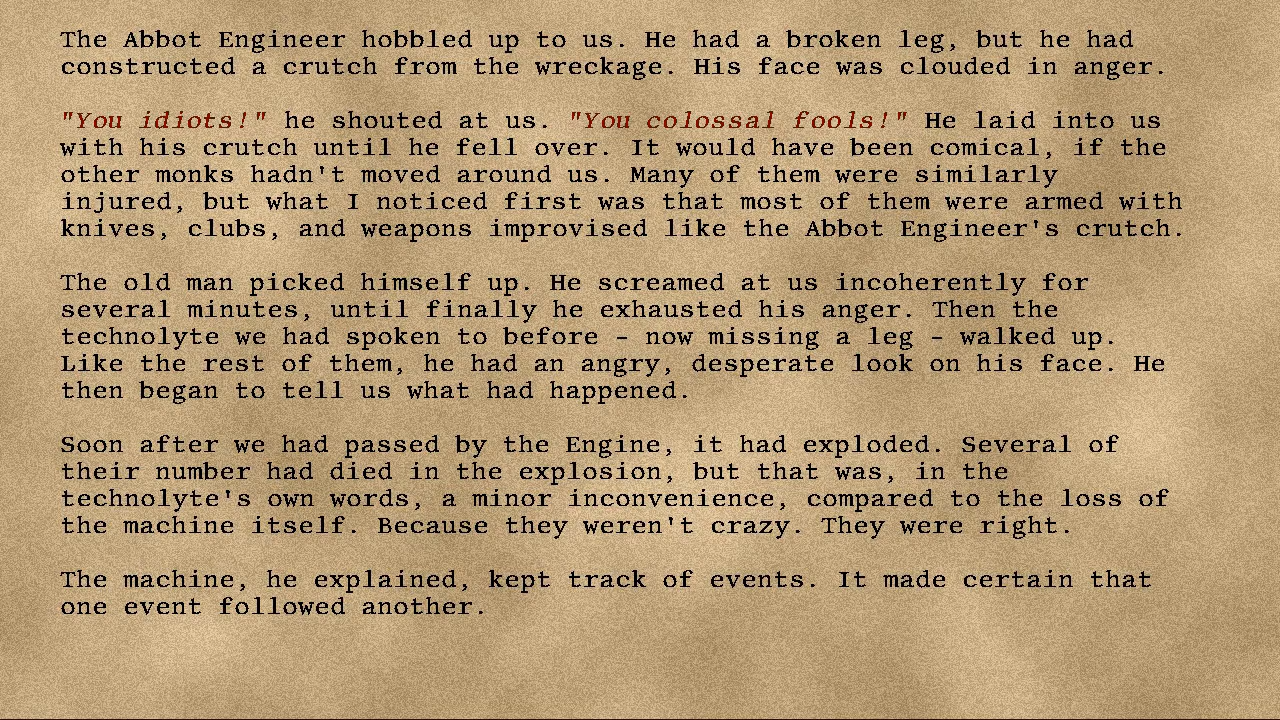 The Abbot Engineer hobbled up to us. He had a broken leg, but he had
constructed a crutch from the wreckage. His face was clouded in anger.
"You idiots!" he shouted at us. "You colossal fools!" He laid into us
with his crutch until he fell over. It would have been comical, if the
other monks hadn't moved around us. Many of them were similarly
injured, but what I noticed first was that most of them were armed with
knives, clubs, and weapons improvised like the Abbot Engineer's crutch.
The old man picked himself up. He screamed at us incoherently for
several minutes, until finally he exhausted his anger. Then the
technolyte we had spoken to before – now missing a leg – walked up.
Like the rest of them, he had an angry, desperate look on his face. He
then began to tell us what had happened.
Soon after we had passed by the Engine, it had exploded. Several of
their number had died in the explosion, but that was, in the
technolyte's own words, a minor inconvenience, compared to the loss of
the machine itself. Because they weren't crazy. They were right.
The machine, he explained, kept track of events. It made certain that
one event followed another.